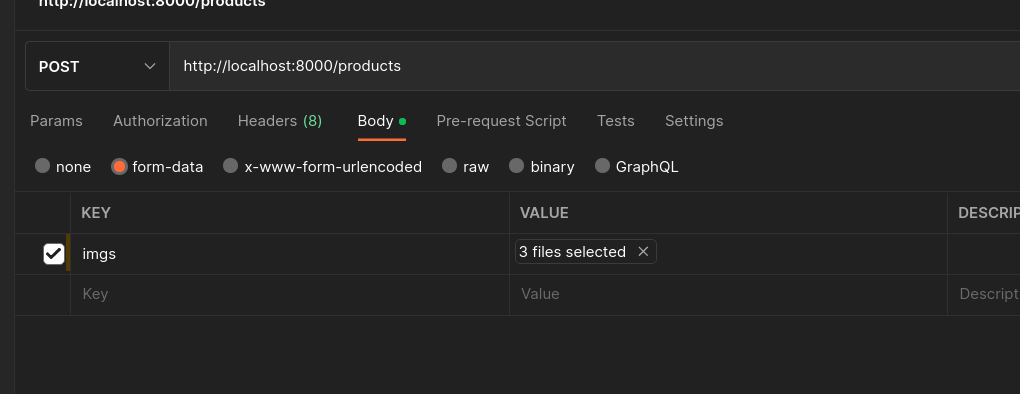 http://localhost:8000/products
POST http://localhost:8000/products
Params Authorization Headers (8) Body Pre-request Script Tests Settings
none form-data x-www-form-urlencoded raw binary GraphQL
KEY VALUE DESCRIP
imgs 3 files selected
Key Value Descript